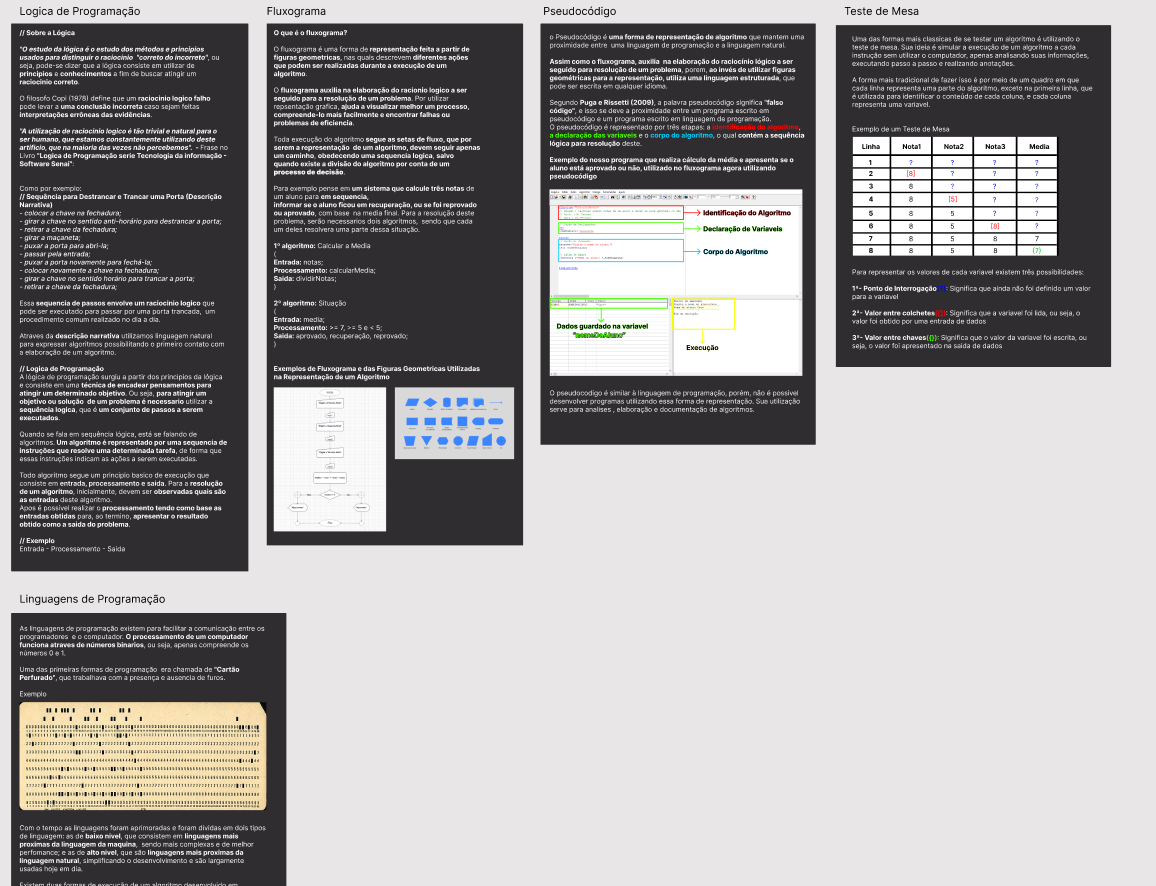 Logica de Programação
// Sobre a Lógica
"O estudo da lógica é o estudo dos métodos e principios
usados para distinguir o raciocinio "correto do incorreto", ou
seja, pode-se dizer que a lógica consiste em utilizar de
principios e conhecimentos a fim de buscar atingir um
raciocínio correto.
O filosofo Copi (1978) define que um raciocinio logico falho
pode levar a uma conclusão incorreta caso sejam feitas
interpretações errôneas das evidências.
"A utilização de raciocinio logico é tão trivial e natural para o
ser humano, que estamos constantemente utilizando deste
artificio, que na maioria das vezes não percebemos". - Frase no
Livro "Logica de Programação serie Tecnologia da informação -
Software Senai":
Como por exemplo:
// Sequência para Destrancar e Trancar uma Porta (Descrição
Narrativa)
- colocar a chave na fechadura;
- girar a chave no sentido anti-horário para destrancar a porta;
- retirar a chave da fechadura;
- girar a maçaneta;
- puxar a porta para abri-la;
- passar pela entrada;
- puxar a porta novamente para fechá-la;
- colocar novamente a chave na fechadura;
- girar a chave no sentido horário para trancar a porta;
- retirar a chave da fechadura;
Essa sequencia de passos envolve um raciocinio logico que
pode ser executado para passar por uma porta trancada, um
procedimento comum realizado no dia a dia.
Atraves da descrição narrativa utilizamos linguagem natural
para expressar algoritmos possibilitando o primeiro contato com
a elaboração de um algoritmo.
// Logica de Programação
A lógica de programação surgiu a partir dos principios da lógica
e consiste em uma técnica de encadear pensamentos para
atingir um determinado objetivo. Ou seja, para atingir um
objetivo ou solução de um problema é necessario utilizar a
sequência logica, que é um conjunto de passos a serem
executados.
Quando se fala em sequência lógica, está se falando de
algoritmos. Um algoritmo é representado por uma sequencia de
instruções que resolve uma determinada tarefa, de forma que
essas instruções indicam as ações a serem executadas.
Todo algoritmo segue um principio basico de execução que
consiste em entrada, processamento e saida. Para a resolução
de um algoritmo, inicialmente, devem ser observadas quais são
as entradas deste algoritmo.
Apos é possivel realizar o processamento tendo como base as
entradas obtidas para, ao termino, apresentar o resultado
obtido como a saida do problema.
// Exemplo
Entrada - Processamento - Saída
Fluxograma
O que é o fluxograma?
O fluxograma é uma forma de representação feita a partir de
figuras geometricas, nas quais descrevem diferentes ações
que podem ser realizadas durante a execução de um
algoritmo.
O fluxograma auxilia na elaboração do racionio logico a ser
seguido para a resolução de um problema. Por utilizar
representação grafica, ajuda a visualizar melhor um processo,
compreende-lo mais facilmente e encontrar falhas ou
problemas de eficiencia.
Toda execução do algoritmo segue as setas de fluxo, que por
serem a representação de um algoritmo, devem seguir apenas
um caminho, obedecendo uma sequencia logica, salvo
quando existe a divisão do algoritmo por conta de um
processo de decisão.
Para exemplo pense em um sistema que calcule três notas de
um aluno para em sequencia,
informar se o aluno ficou em recuperação, ou se foi reprovado
ou aprovado, com base na media final. Para a resolução deste
problema, serão necessarios dois algoritmos, sendo que cada
um deles resolvera uma parte dessa situação.
1º algoritmo: Calcular a Media
(
Entrada: notas;
Processamento: calcularMedia;
Saida: dividirNotas;
)
2º algoritmo: Situação
(
Entrada: media;
Processamento: >= 7, >= 5 e < 5;
Saida: aprovado, recuperação, reprovado;
)
Exemplos de Fluxograma e das Figuras Geometricas Utilizadas
na Representação de um Algoritmo
Pseudocódigo
o Pseudocódigo é uma forma de representação de algoritmo que mantem uma
proximidade entre uma linguagem de programação e a linguagem natural.
Assim como o fluxograma, auxilia na elaboração do raciocínio lógico a ser
seguido para resolução de um problema, porem, ao invés de utilizar figuras
geométricas para a representação, utiliza uma linguagem estruturada, que
pode ser escrita em qualquer idioma.
Segundo Puga e Rissetti (2009), a palavra pseudocódigo significa "falso
código", e isso se deve a proximidade entre um programa escrito em
pseudocódigo e um programa escrito em linguagem de programação.
O pseudocódigo é representado por três etapas: a identificação do algoritmo,
a declaração das variaveis e o corpo do algoritmo, o qual contém a sequência
lógica para resolução deste.
Exemplo do nosso programa que realiza cálculo da média e apresenta se o
aluno está aprovado ou não, utilizado no fluxograma agora utilizando
pseudocódigo
Identificação do Algoritmo
Declaração de Variaveis
Corpo do Algoritmo
Dados guardado na variavel
"nomeDeAluno"
Execução
O pseudocodigo é similar à linguagem de programação, porém, não é possivel
desenvolver programas utilizando essa forma de representação. Sua utilização
serve para analises , elaboração e documentação de algoritmos.
Teste de Mesa
Uma das formas mais classicas de se testar um algoritmo é utilizando o
teste de mesa. Sua ideia é simular a execução de um algoritmo a cada
instrução sem utilizar o computador, apenas analisando suas informações,
executando passo a passo e realizando anotações.
A forma mais tradicional de fazer isso é por meio de um quadro em que
cada linha representa uma parte do algoritmo, exceto na primeira linha, que
é utilizada para identificar o conteúdo de cada coluna, e cada coluna
representa uma variavel.
Exemplo de um Teste de Mesa
Linha Nota1 Nota2 Nota3 Media
1 ? ? ? ?
2 [8] ? ? ?
3 8 ? ? ?
4 8 [5] ? ?
5 8 5 ? ?
6 8 5 [8] ?
7 8 5 8 7
8 8 5 8 {7}
Para representar os valores de cada variavel existem três possibilidades:
1ª- Ponto de Interrogação : Significa que ainda não foi definido um valor
para a variavel
2ª- Valor entre colchetes([]): Significa que a variavel foi lida, ou seja, o
valor foi obtido por uma entrada de dados
3ª- Valor entre chaves({}): Significa que o valor da variavel foi escrita, ou
seja, o valor foi apresentado na saida de dados
Linguagens de Programação
As linguagens de programação existem para facilitar a comunicação entre os
programadores e o computador. O processamento de um computador
funciona atraves de números binarios, ou seja, apenas compreende os
números 0 e 1.
Uma das primeiras formas de programação era chamada de "Cartão
Perfurado", que trabalhava com a presença e ausencia de furos.
Exemplo
Com o tempo as linguagens foram aprimoradas e foram dividas em dois tipos
de linguagem: as de baixo nivel, que consistem em linguagens mais
proximas da linguagem da maquina, sendo mais complexas e de melhor
perfomance; e as de alto nivel, que são linguagens mais proximas da
linguagem natural, simplificando o desenvolvimento e são largamente
usadas hoje em dia.
Existem duas formas de execução de um algoritmo desenvolvido em